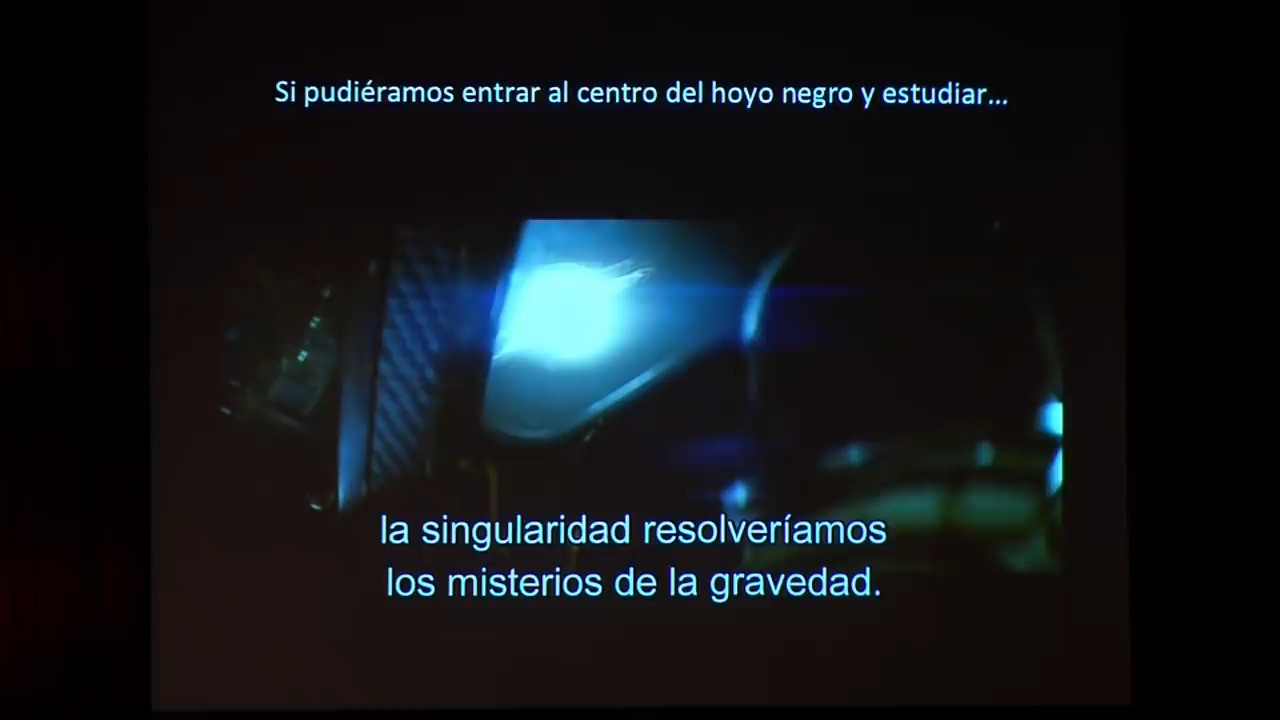 Si pudiéramos entrar al centro del hoyo negro y estudiar...
la singularidad resolveríamos
los misterios de la gravedad.